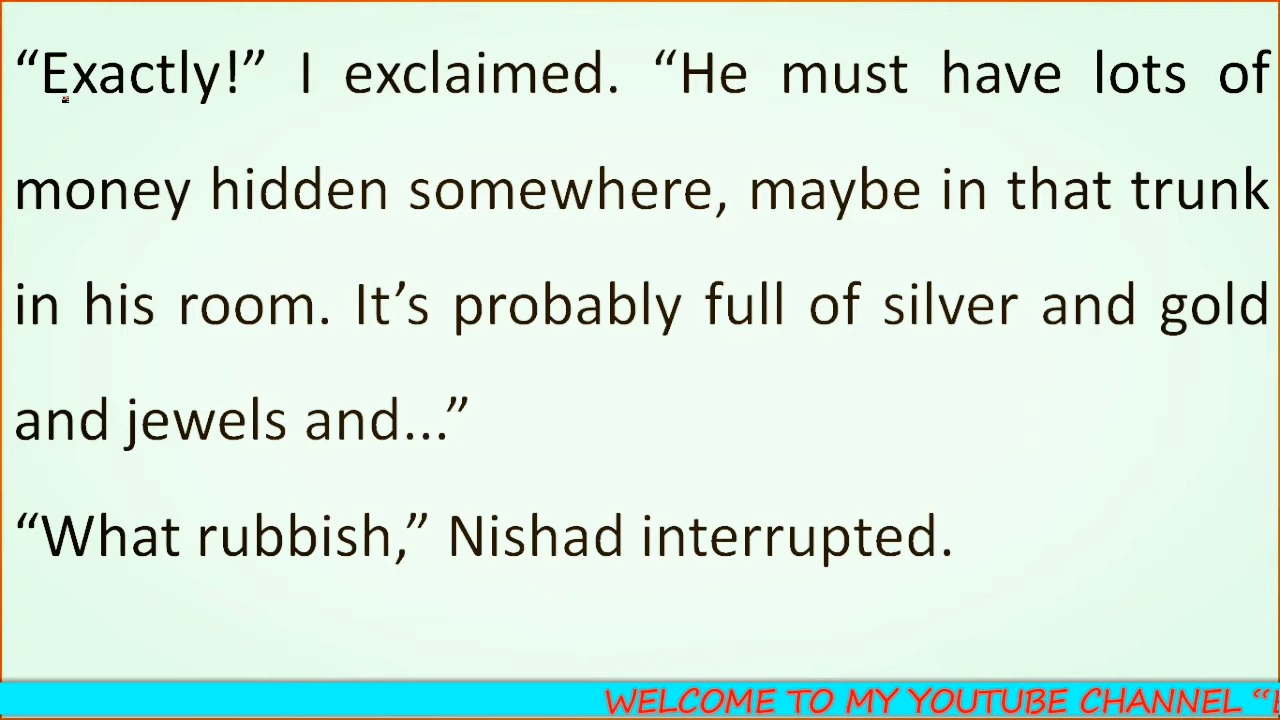 “Exactly!” I exclaimed. “He must have lots of
money hidden somewhere, maybe in that trunk
in his room. It’s probably full of silver and gold
and jewels and...”
“What rubbish,” Nishad interrupted.
WELCOME TO MY YOUTUBE CHANNEL “